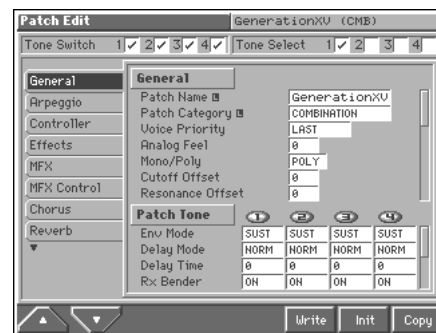 Patch Edit GenerationXV (CMB)
Tone Switch 1 2 3 4 Tone Select 1 2 3 4
General
Arpeggio
Controller
Effects
MFX
MFX Control
Chorus
Reverb
General
Patch Name GenerationXV
Patch Category COMBINATION
Voice Priority LAST
Analog Feel 0
Mono/Poly POLY
Cutoff Offset 0
Resonance Offset 0
Patch Tone 1 2 3 4
Env Mode SUST SUST SUST SUST
Delay Mode NORM NORM NORM NORM
Delay Time 0 0 0 0
Rx Bender ON ON ON ON
Write Init Copy